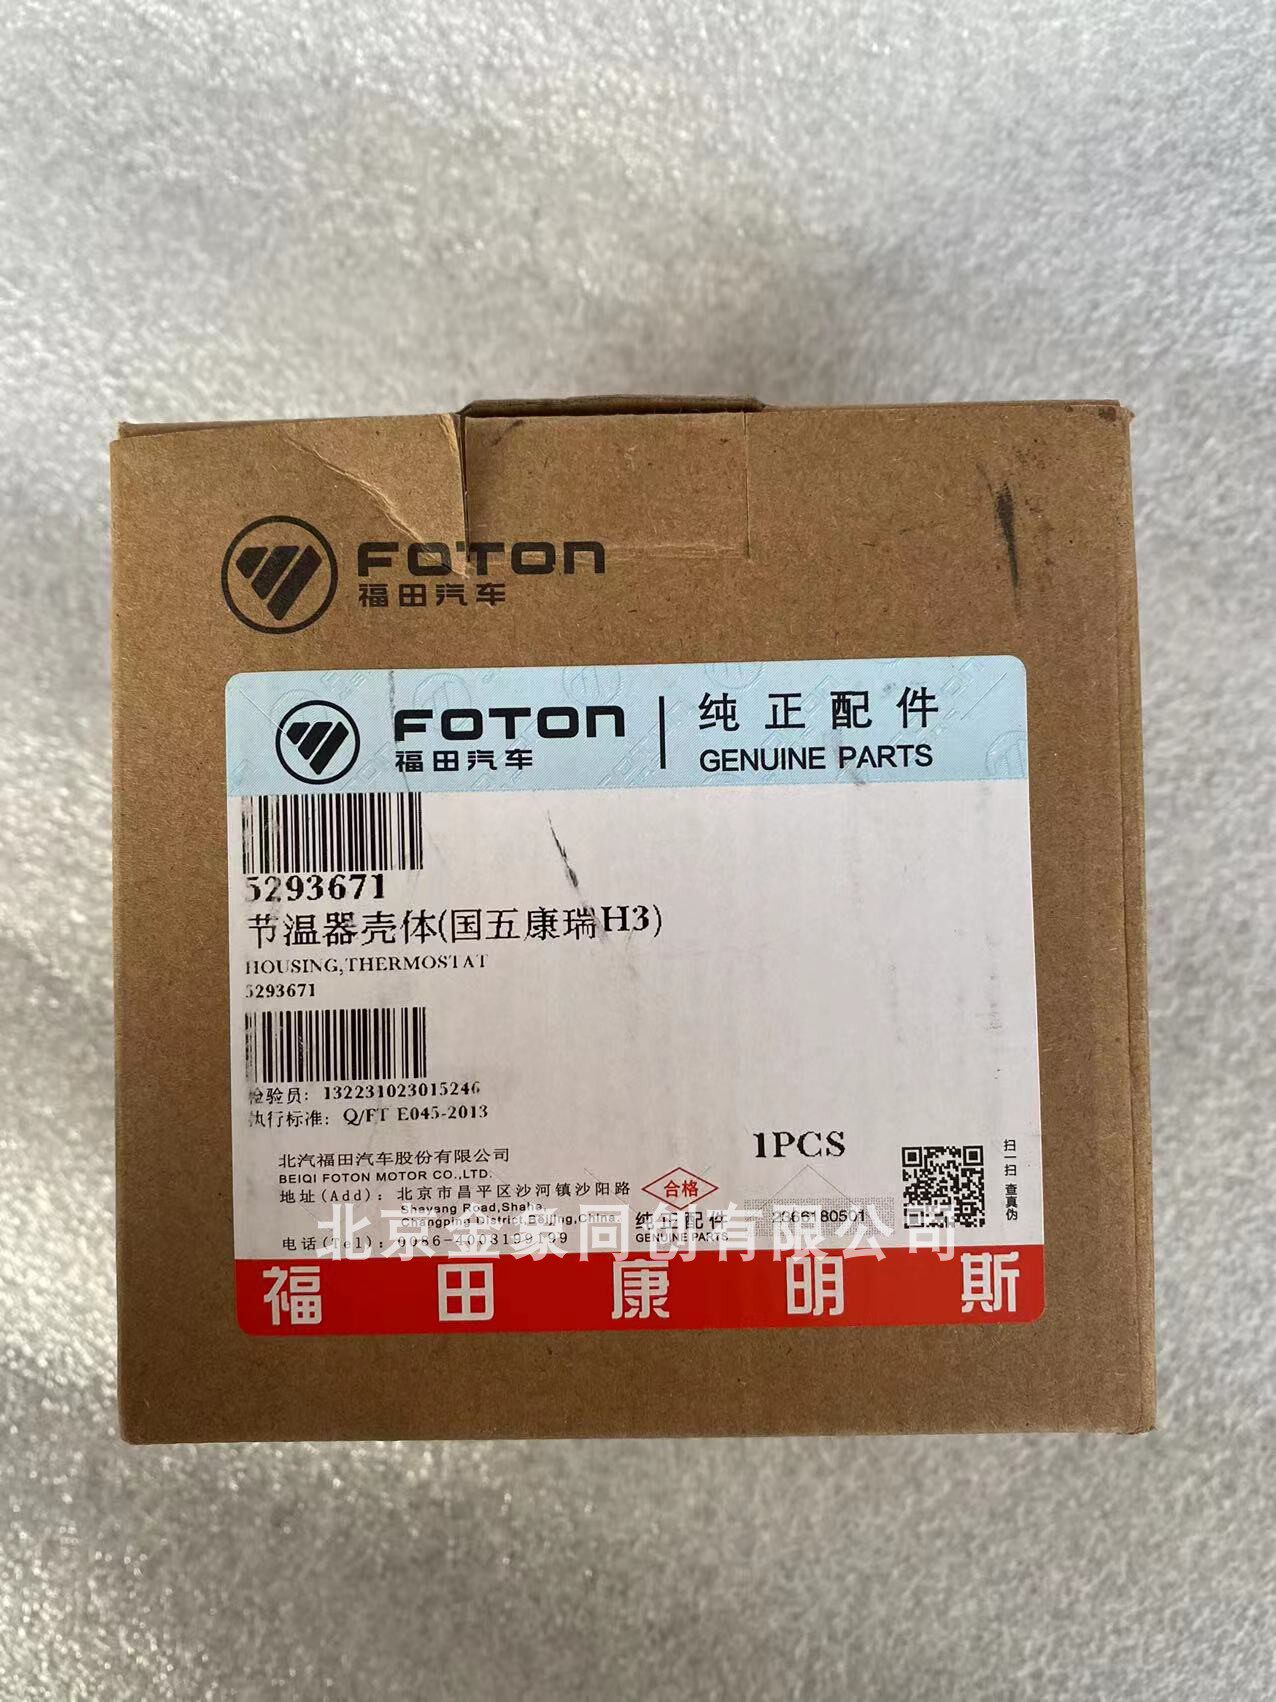 FOTON
福田汽车
FOTON
福田汽车
纯正配件
GENUINE PARTS
5293671
节温器壳体(国五康瑞H3)
HOUSING,THERMOSTAT
5293671
检验员: 132231023015246
执行标准: Q/FT E045-2013
1PCS
北汽福田汽车股份有限公司
BEIQI FOTON MOTOR CO.,LTD.
地址(Add): 北京市昌平区沙河镇沙阳路
Shayang Road,Shahe,
Changping District,Beijing,China.
电话(Tel): 0086-4008199199
合格
纯正配件
GENUINE PARTS
2366180501
扫一扫 查真伪
北京金象同创有限公司
福田康明斯